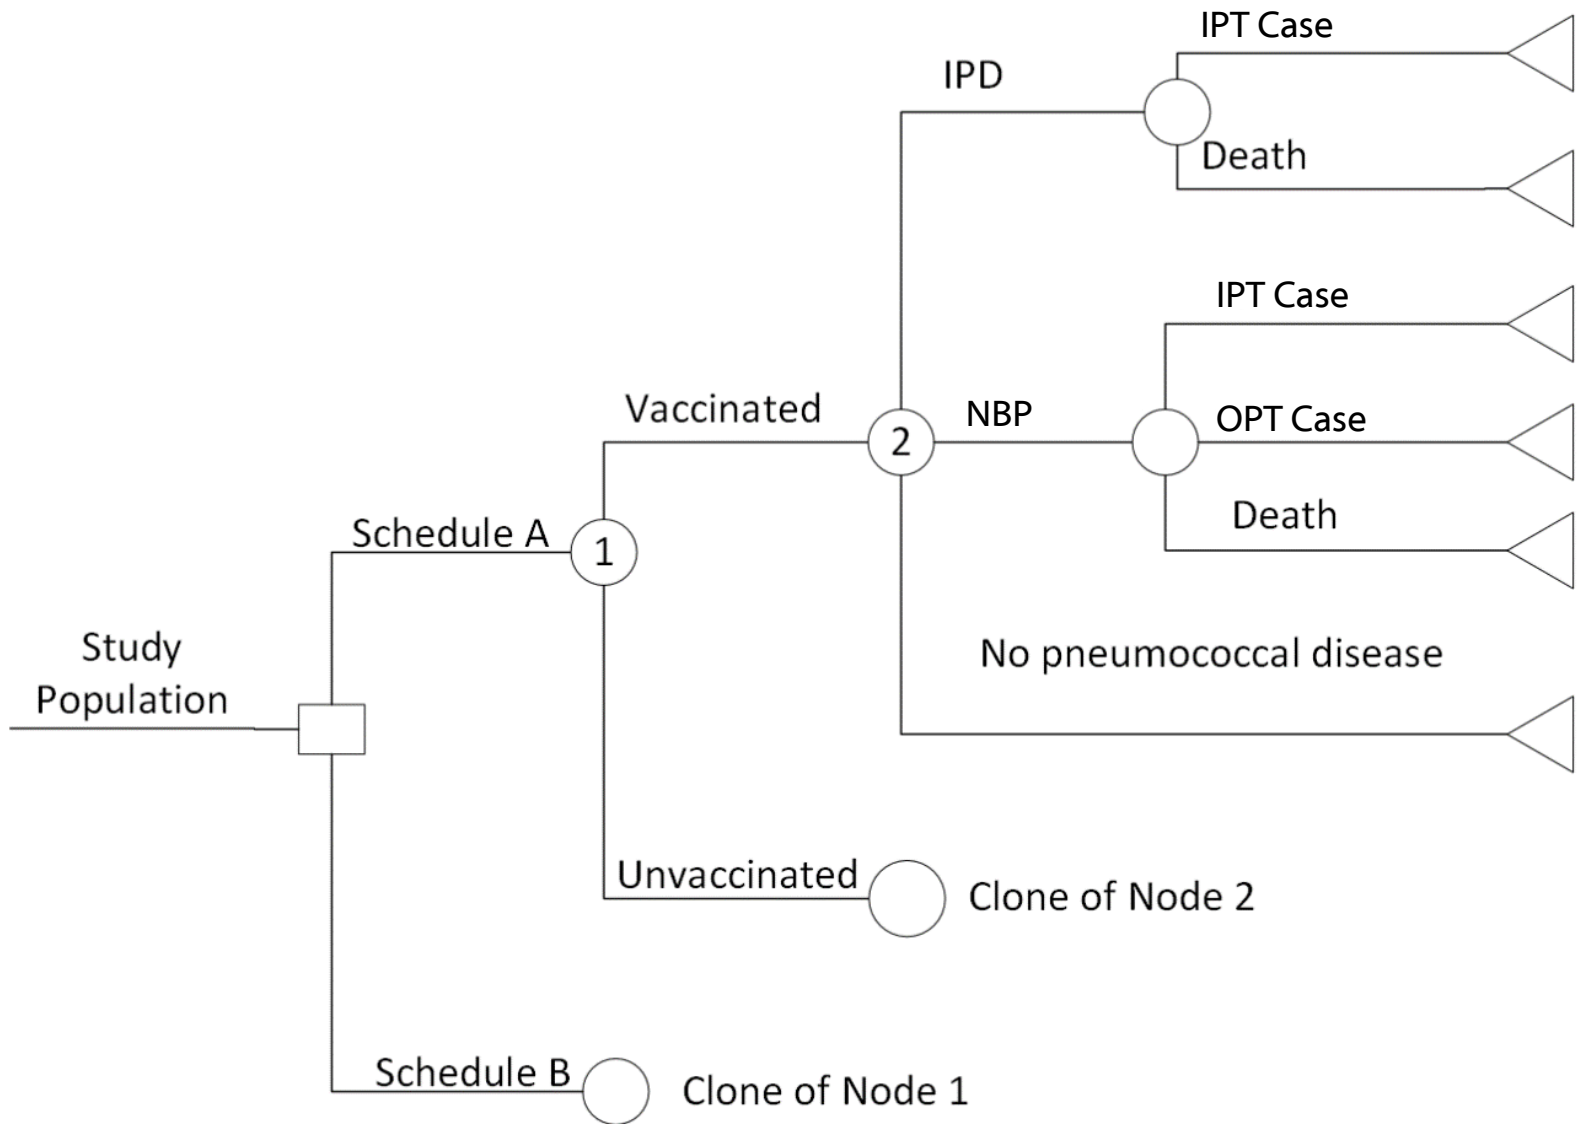 IPT Case
IPD
Death
IPT Case
Vaccinated
NBP
OPT Case
2
Death
Schedule A
1
Study
Population
No pneumococcal disease
Unvaccinated
Clone of Node 2
Schedule B
Clone of Node 1